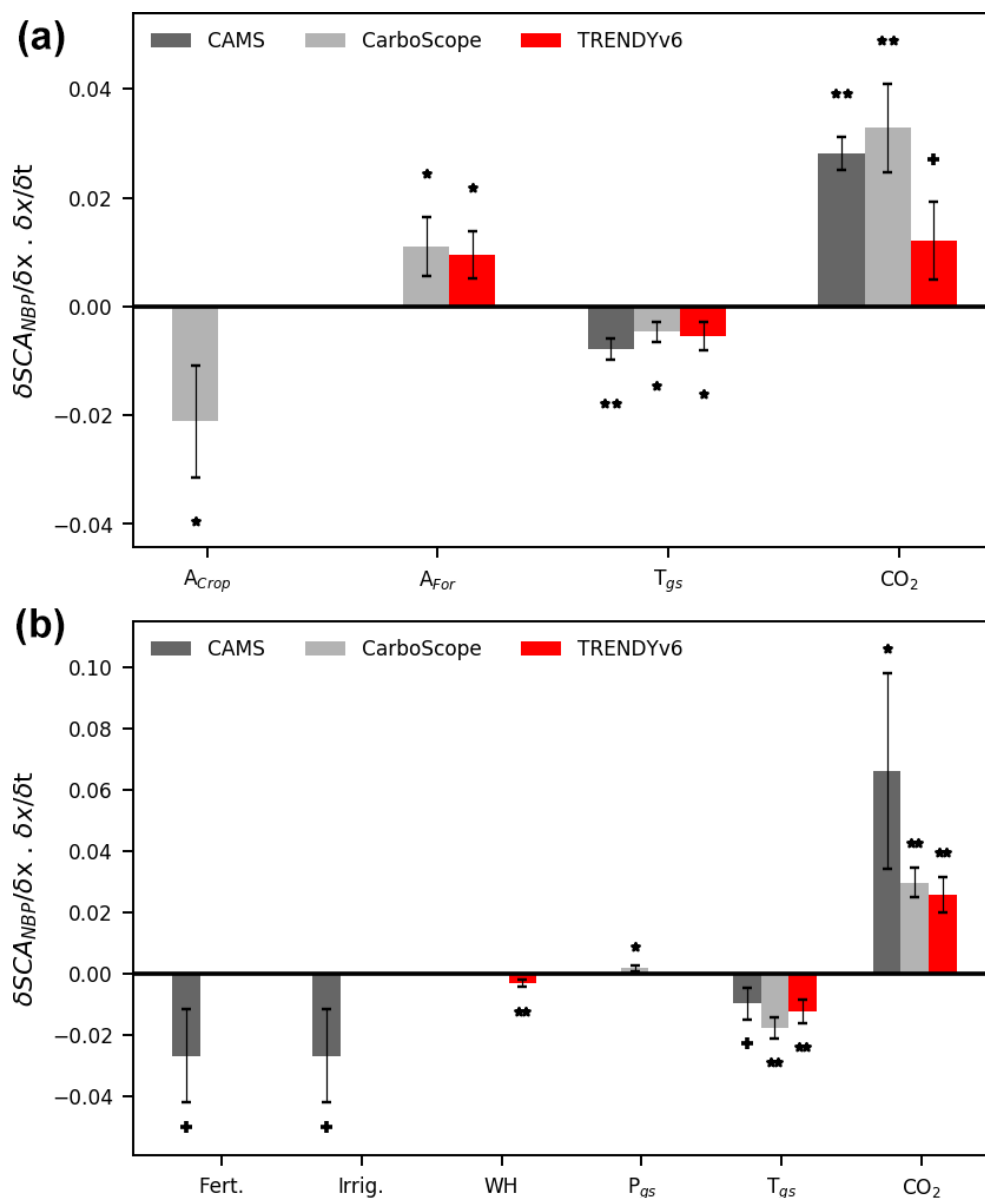 (a)
CAMS CarboScope TRENDYv6
0.04
0.02
0.00
−0.02
−0.04
δSCA_NBP/δx . δx/δt
A_Crop A_For T_gs CO₂
(b)
CAMS CarboScope TRENDYv6
0.10
0.08
0.06
0.04
0.02
0.00
−0.02
−0.04
δSCA_NBP/δx . δx/δt
Fert. Irrig. WH P_gs T_gs CO₂